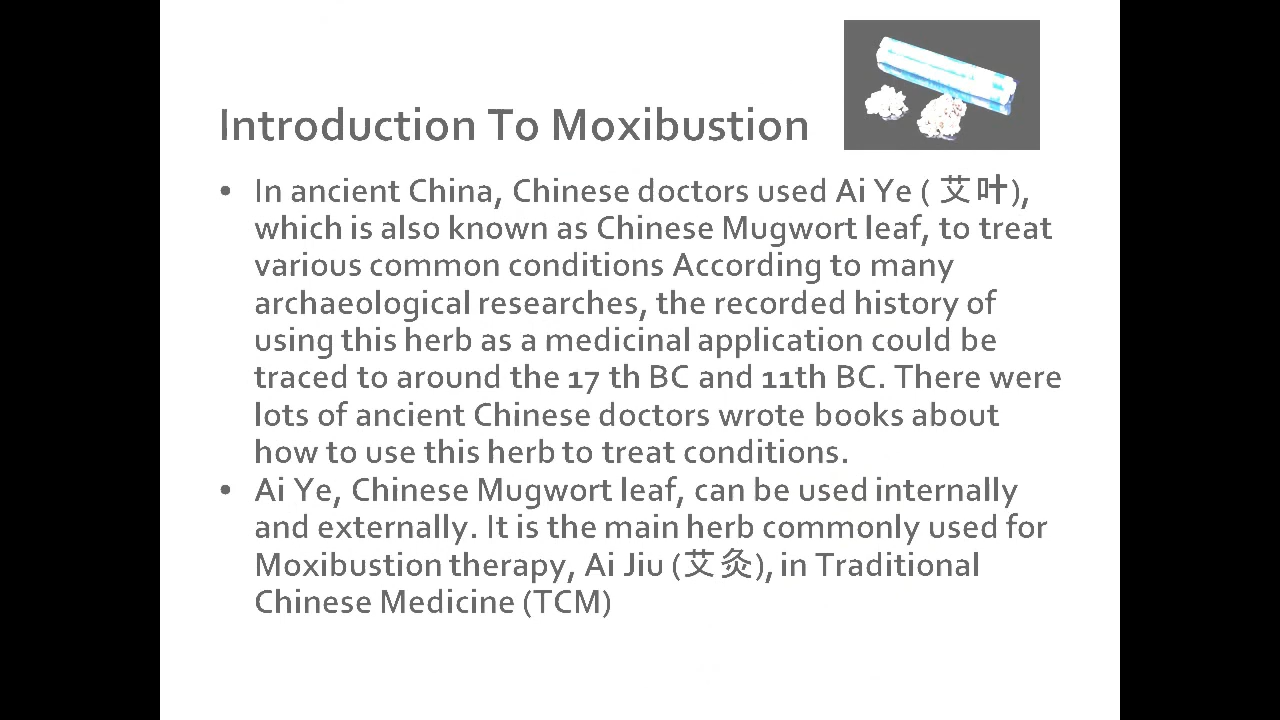 Introduction To Moxibustion
• In ancient China, Chinese doctors used Ai Ye ( 艾叶),
which is also known as Chinese Mugwort leaf, to treat
various common conditions According to many
archaeological researches, the recorded history of
using this herb as a medicinal application could be
traced to around the 17 th BC and 11th BC. There were
lots of ancient Chinese doctors wrote books about
how to use this herb to treat conditions.
• Ai Ye, Chinese Mugwort leaf, can be used internally
and externally. It is the main herb commonly used for
Moxibustion therapy, Ai Jiu (艾灸), in Traditional
Chinese Medicine (TCM)